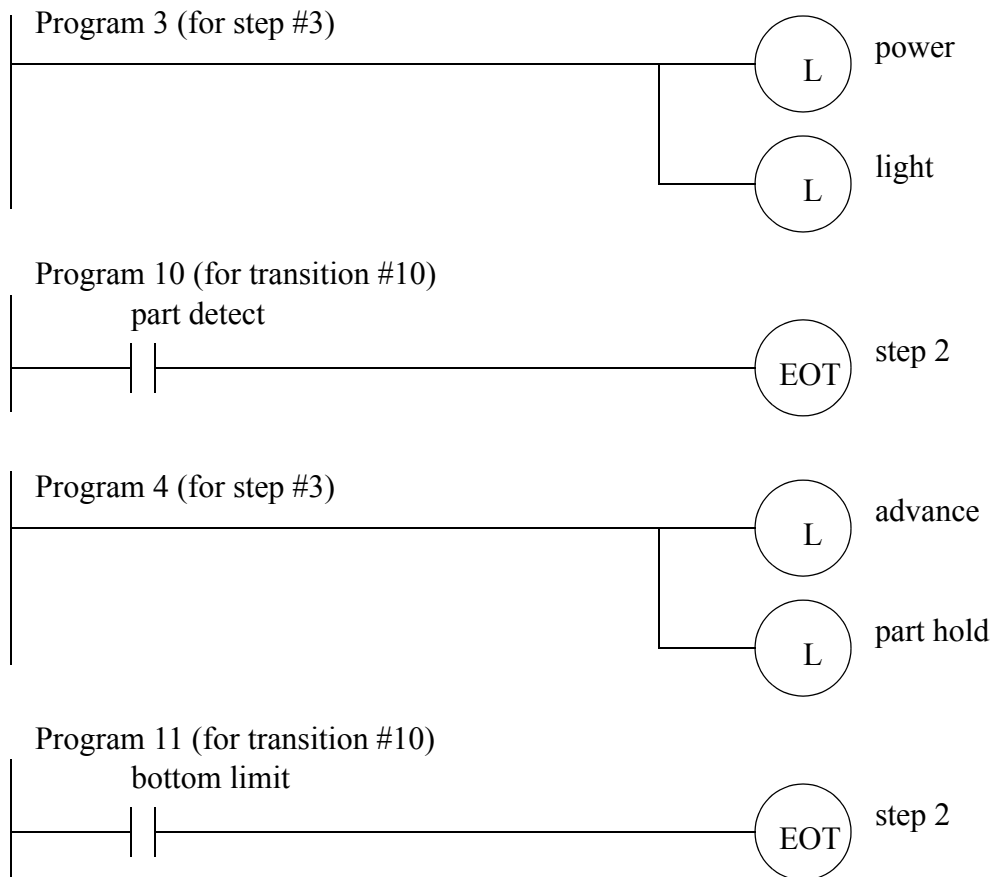 Program 3 (for step #3)
power
L
light
L
Program 10 (for transition #10)
part detect
step 2
EOT
Program 4 (for step #3)
advance
L
part hold
L
Program 11 (for transition #10)
bottom limit
step 2
EOT